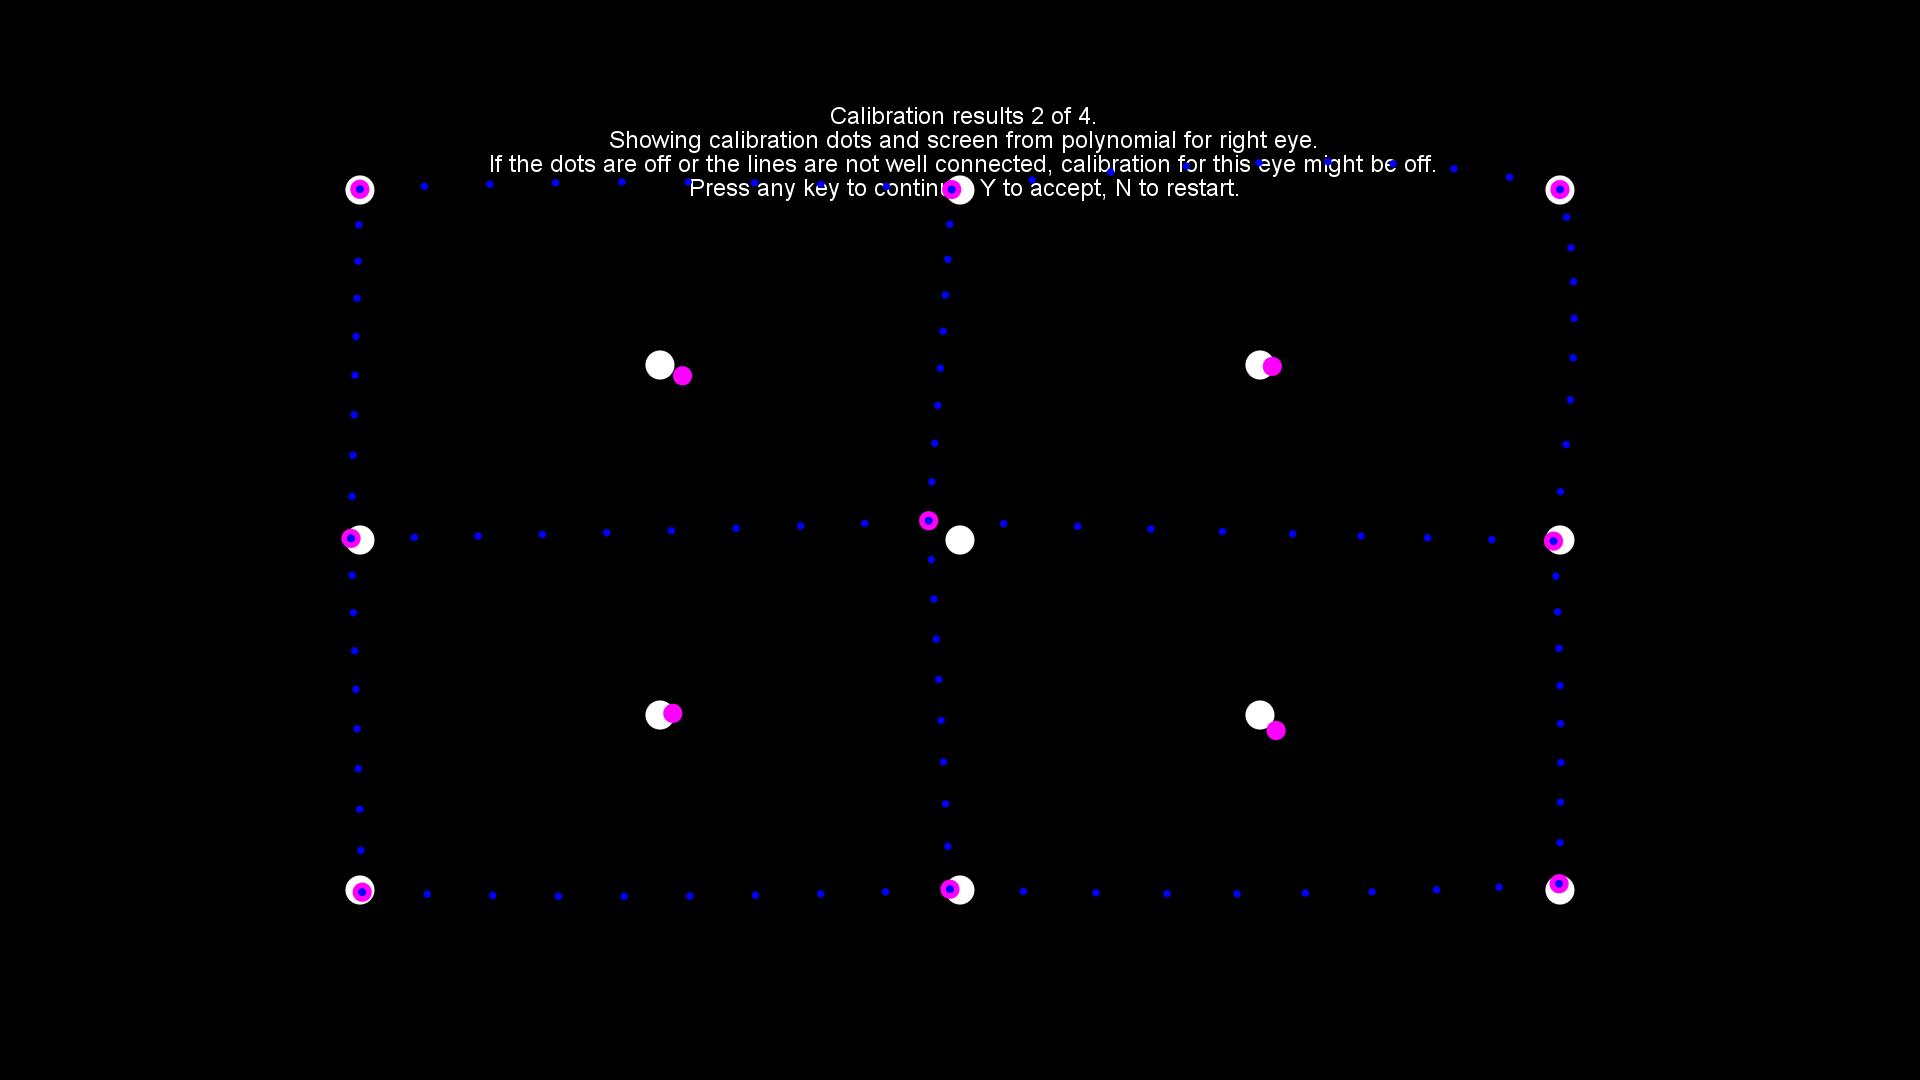 Calibration results 2 of 4.
Showing calibration dots and screen from polynomial for right eye.
If the dots are off or the lines are not well connected, calibration for this eye might be off.
Press any key to continu Y to accept, N to restart.